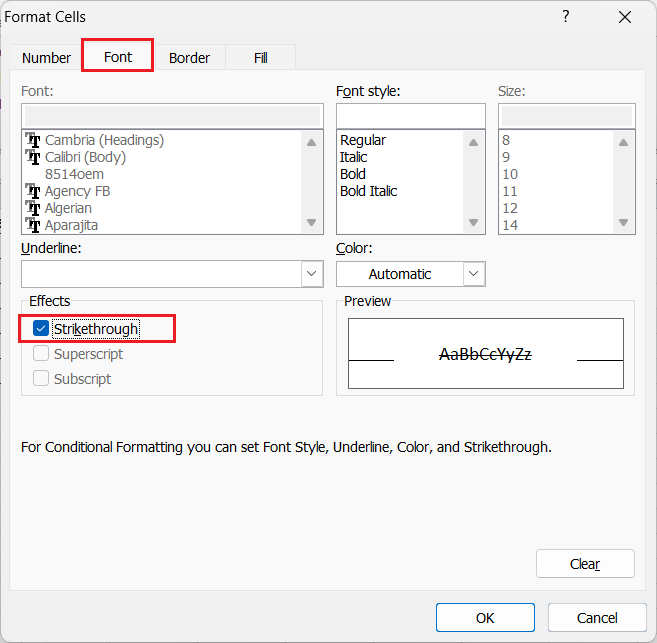 Format Cells ?
Number Font Border Fill
Font: Font style: Size:
Cambria (Headings) Regular 8
Calibri (Body) Italic 9
8514oem Bold 10
Agency FB Bold Italic 11
Algerian 12
Aparajita 14
Underline: Color:
Automatic
Effects Preview
Strikethrough
AaBbCcYyZz
Superscript
Subscript
For Conditional Formatting you can set Font Style, Underline, Color, and Strikethrough.
Clear
OK Cancel